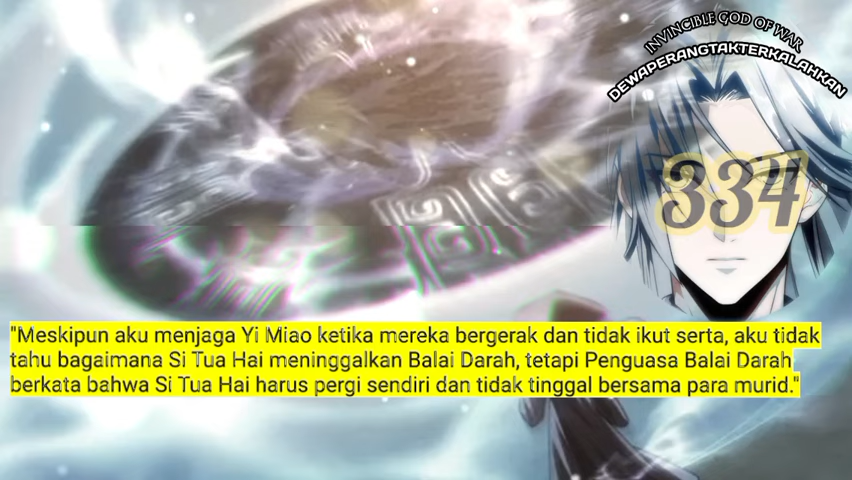 INVINCIBLE GOD OF WAR
DEWAPERANGTAKTERKALAHKAN
334
"Meskipun aku menjaga Yi Miao ketika mereka bergerak dan tidak ikut serta, aku tidak
tahu bagaimana Si Tua Hai meninggalkan Balai Darah, tetapi Penguasa Balai Darah
berkata bahwa Si Tua Hai harus pergi sendiri dan tidak tinggal bersama para murid."